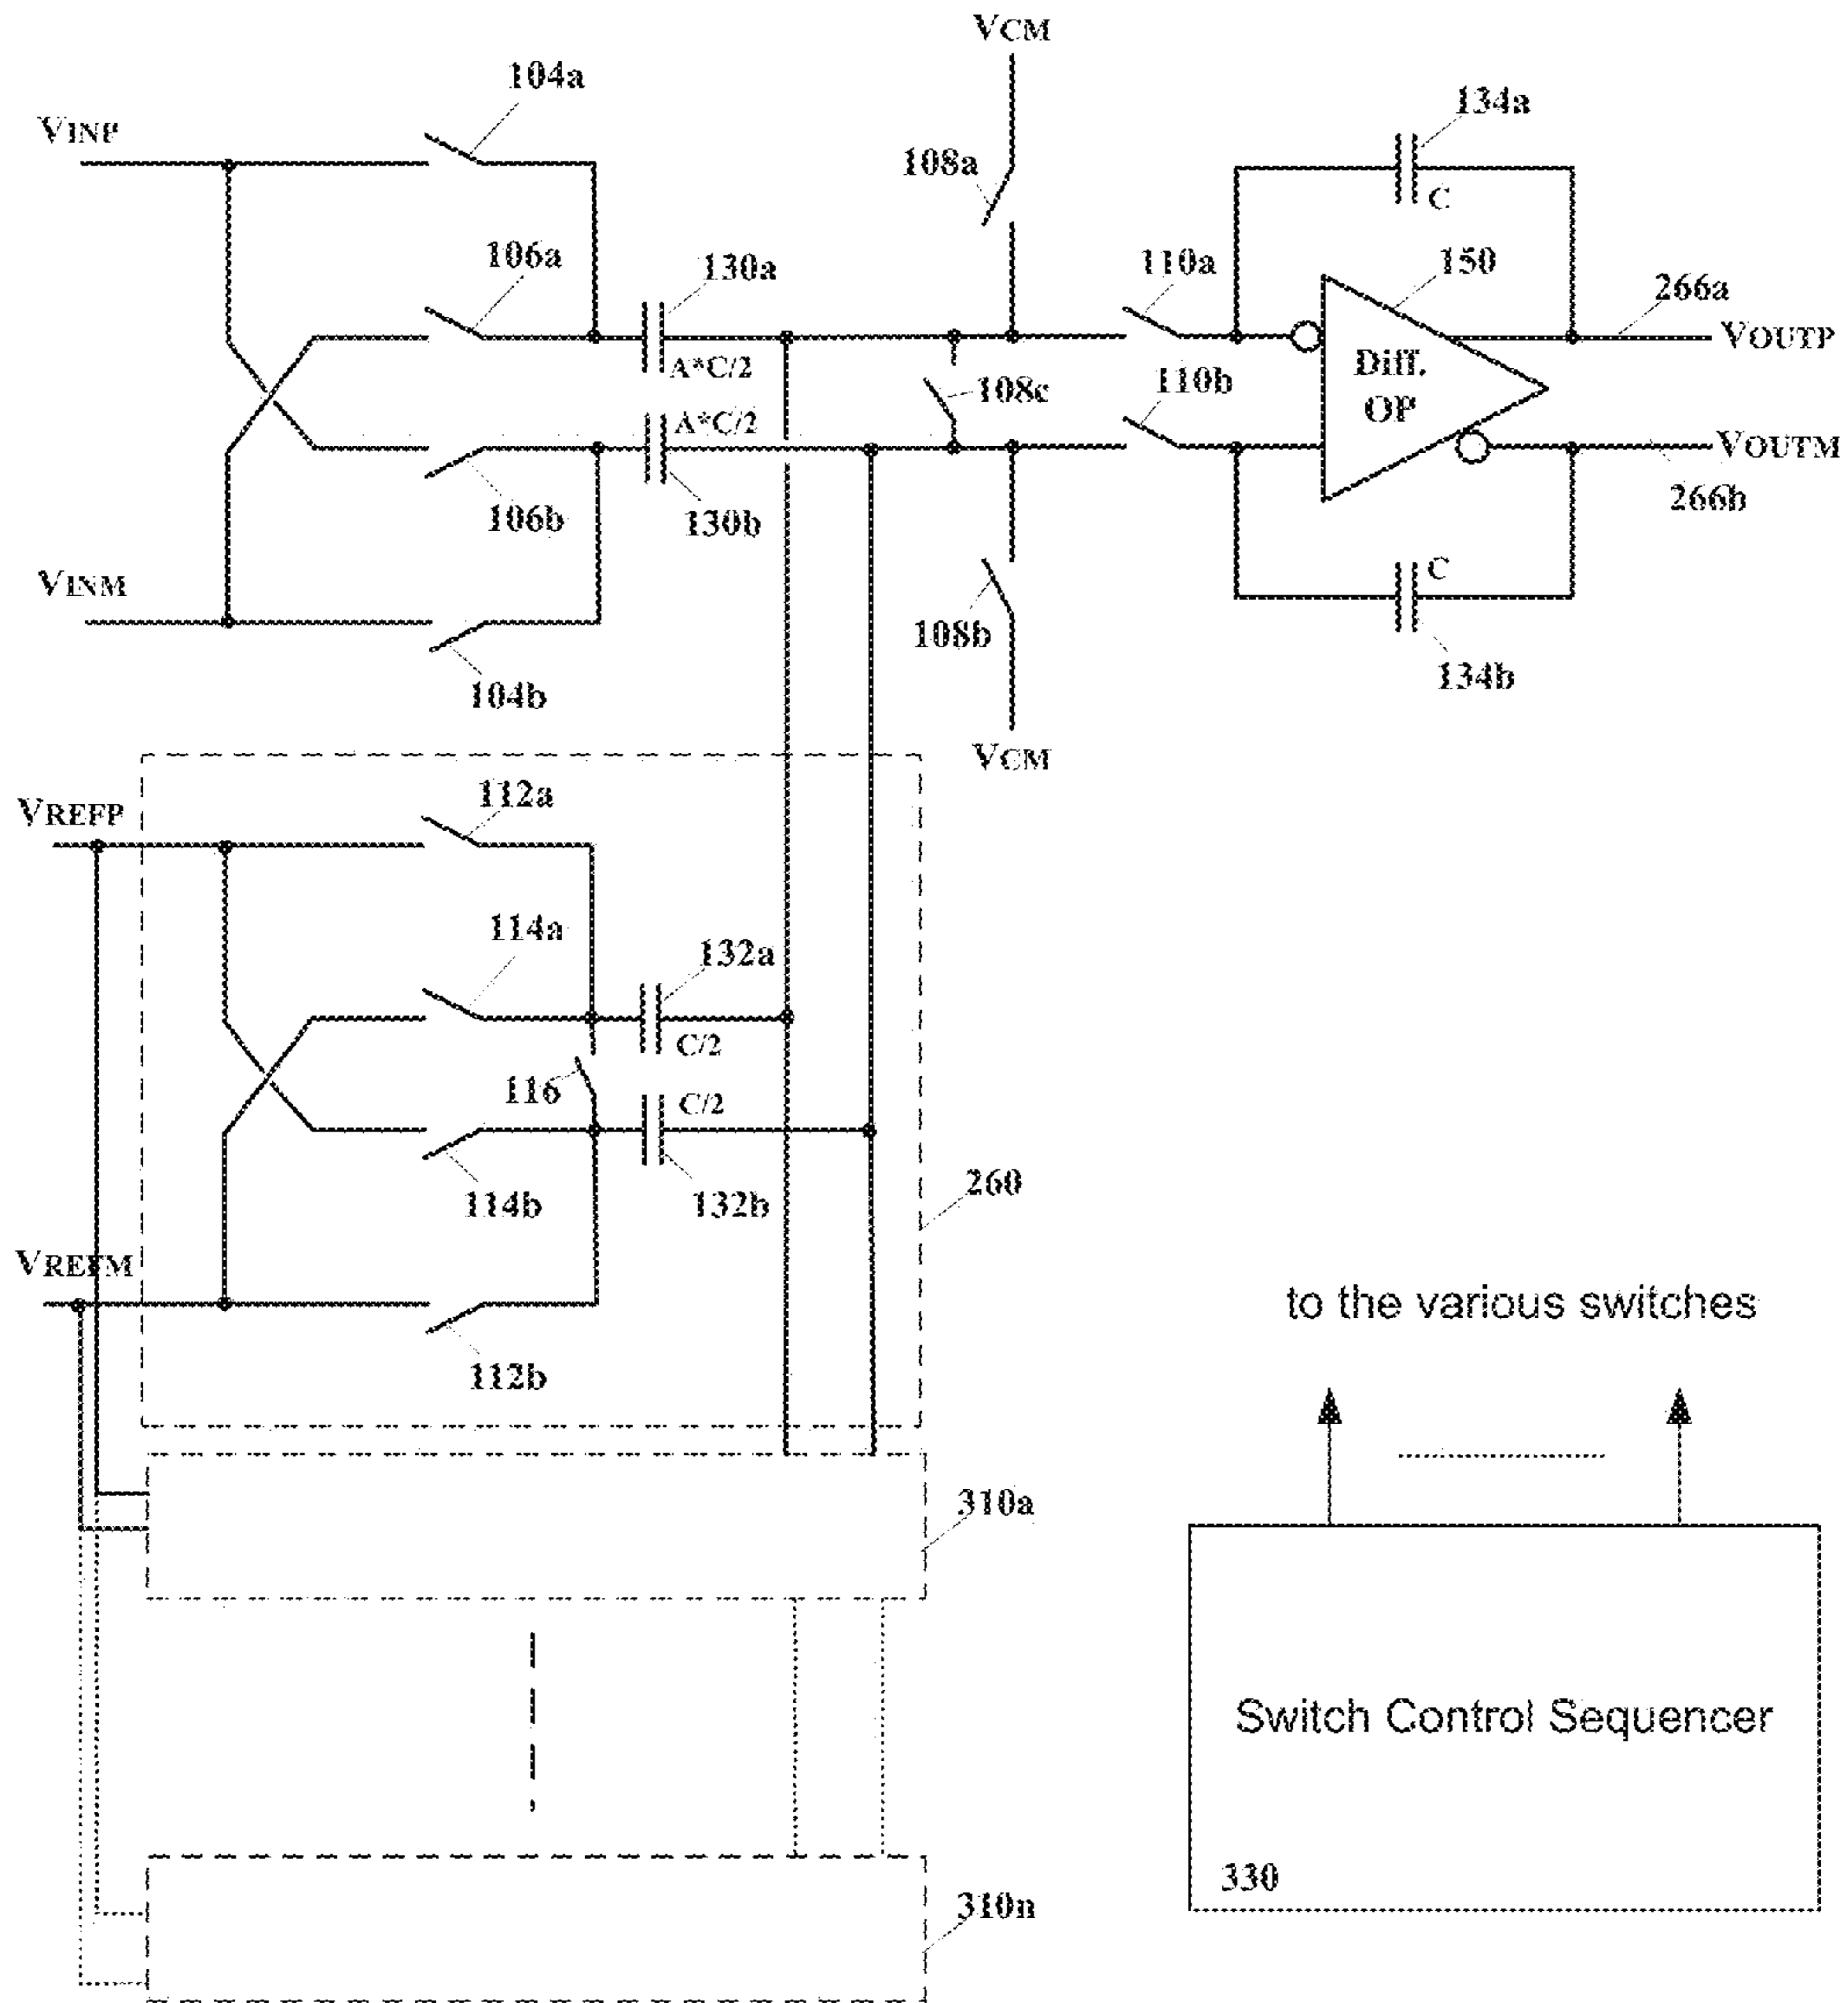 VCM
104a
134a
VINP
108a
C
106a
130a
110a
150
266a
VOUTP
A*C/2
Diff.
OP
108c
110b
A*C/2
VOUTM
106b
130b
266b
VINM
C
108b
104b
134b
VCM
VREFP
112a
114a
132a
C/2
116
C/2
114b
132b
260
VREFM
to the various switches
112b
310a
Switch Control Sequencer
330
310n